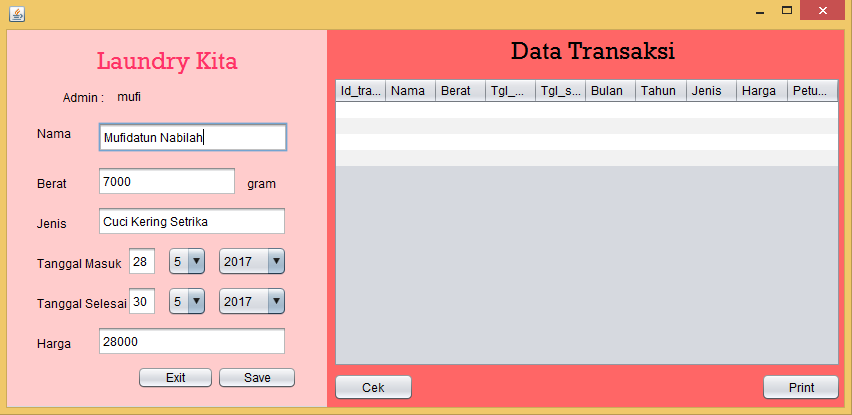 Laundry Kita
Admin : mufi
Nama Mufidatun Nabilah
Berat 7000 gram
Jenis Cuci Kering Setrika
Tanggal Masuk 28 5 2017
Tanggal Selesai 30 5 2017
Harga 28000
Exit Save
Data Transaksi
Id_tra... Nama Berat Tgl_... Tgl_s... Bulan Tahun Jenis Harga Petu...
Cek Print